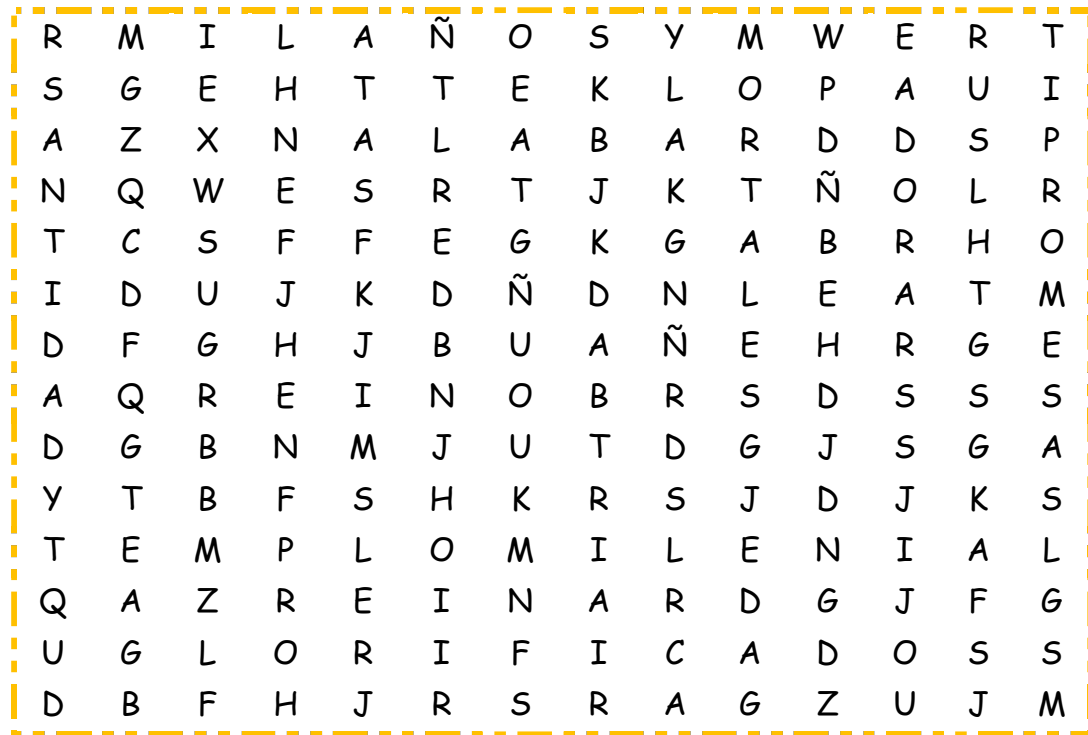 R M I L A Ñ O S Y M W E R T
S G E H T T E K L O P A U I
A Z X N A L A B A R D D S P
N Q W E S R T J K T Ñ O L R
T C S F F E G K G A B R H O
I D U J K D Ñ D N L E A T M
D F G H J B U A Ñ E H R G E
A Q R E I N O B R S D S S S
D G B N M J U T D G J S G A
Y T B F S H K R S J D J K S
T E M P L O M I L E N I A L
Q A Z R E I N A R D G J F G
U G L O R I F I C A D O S S
D B F H J R S R A G Z U J M